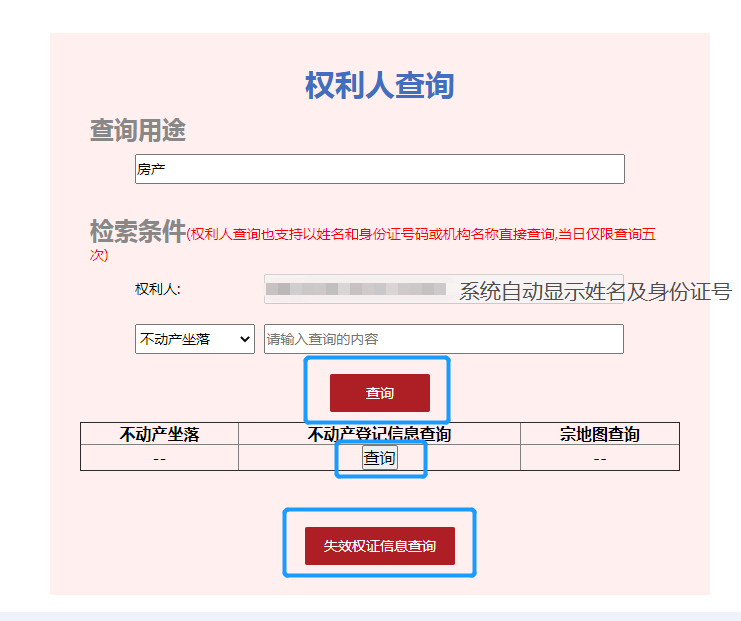 权利人查询
查询用途
房产
检索条件(权利人查询也支持以姓名和身份证号码或机构名称直接查询,当日仅限查询五
次)
权利人: 系统自动显示姓名及身份证号
不动产坐落 请输入查询的内容
查询
不动产坐落 不动产登记信息查询 宗地图查询
-- 查询 --
失效权证信息查询